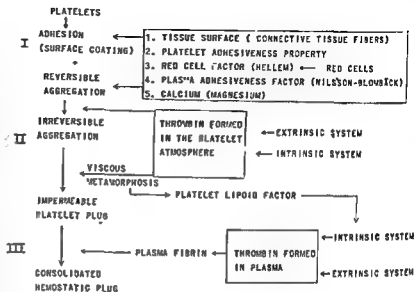 PLATELETS
I
ADHESION
(SURFACE COATING)
REVERSIBLE
AGGREGATION
1. TISSUE SURFACE ( CONNECTIVE TISSUE FIBERS)
2. PLATELET ADHESIVENESS PROPERTY
3. RED CELL FACTOR (HELLEM) RED CELLS
4. PLASMA ADHESIVENESS FACTOR (NILSSON-BLOWBACK)
5. CALCIUM (MAGNESIUM)
II
IRREVERSIBLE
AGGREGATION
THROMBIN FORMED
IN THE PLATELET
ATMOSPHERE
EXTRINSIC SYSTEM
INTRINSIC SYSTEM
VISCOUS
METAMORPHOSIS
PLATELET LIPOID FACTOR
IMPERMEABLE
PLATELET PLUG
III
PLASMA FIBRIN
THROMBIN FORMED
IN PLASMA
INTRINSIC SYSTEM
EXTRINSIC SYSTEM
CONSOLIDATED
HEMOSTATIC PLUG